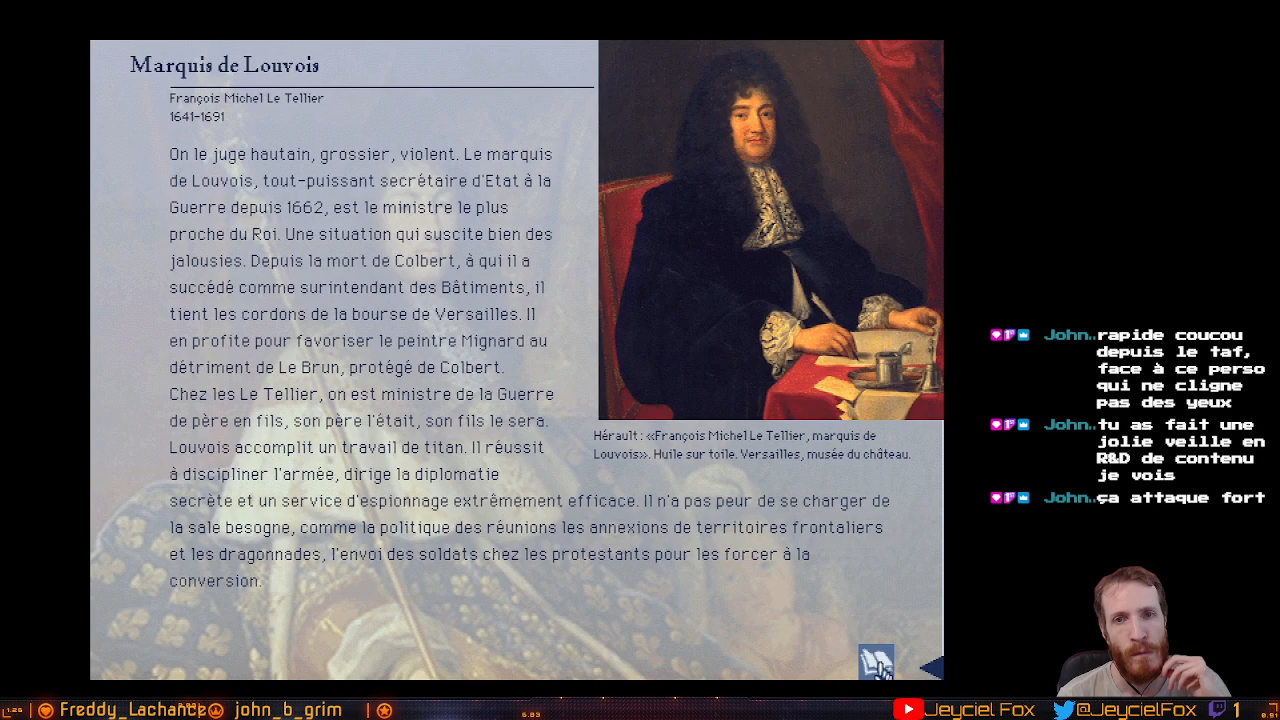 Marquis de Louvois
François Michel Le Tellier
1641-1691
On le juge hautain, grossier, violent. Le marquis
de Louvois, tout-puissant secrétaire d'Etat à la
Guerre depuis 1662, est le ministre le plus
proche du Roi. Une situation qui suscite bien des
jalousies. Depuis la mort de Colbert, à qui il a
succédé comme surintendant des Bâtiments, il
tient les cordons de la bourse de Versailles. Il
en profite pour favoriser le peintre Mignard au
détriment de Le Brun, protégé de Colbert.
Chez les Le Tellier, on est ministre de la Guerre
de père en fils, son père l'était, son fils le sera.
Louvois accomplit un travail de titan. Il réussit
à discipliner l'armée, dirige la diplomatie
secrète et un service d'espionnage extrêmement efficace. Il n'a pas peur de se charger de
la sale besogne, comme la politique des réunions les annexions de territoires frontaliers
et les dragonnades, l'envoi des soldats chez les protestants pour les forcer à la
conversion.
Hérault : «François Michel Le Tellier, marquis de
Louvois». Huile sur toile. Versailles, musée du château.
John..rapide coucou
depuis le taf,
face à ce perso
qui ne cligne
pas des yeux
John..tu as fait une
jolie veille en
R&D de contenu
je vois
John..ça attaque fort
1.26 | Freddy_Lachance john_b_grim | 6.83 Jeyciel Fox @JeycielFox 1